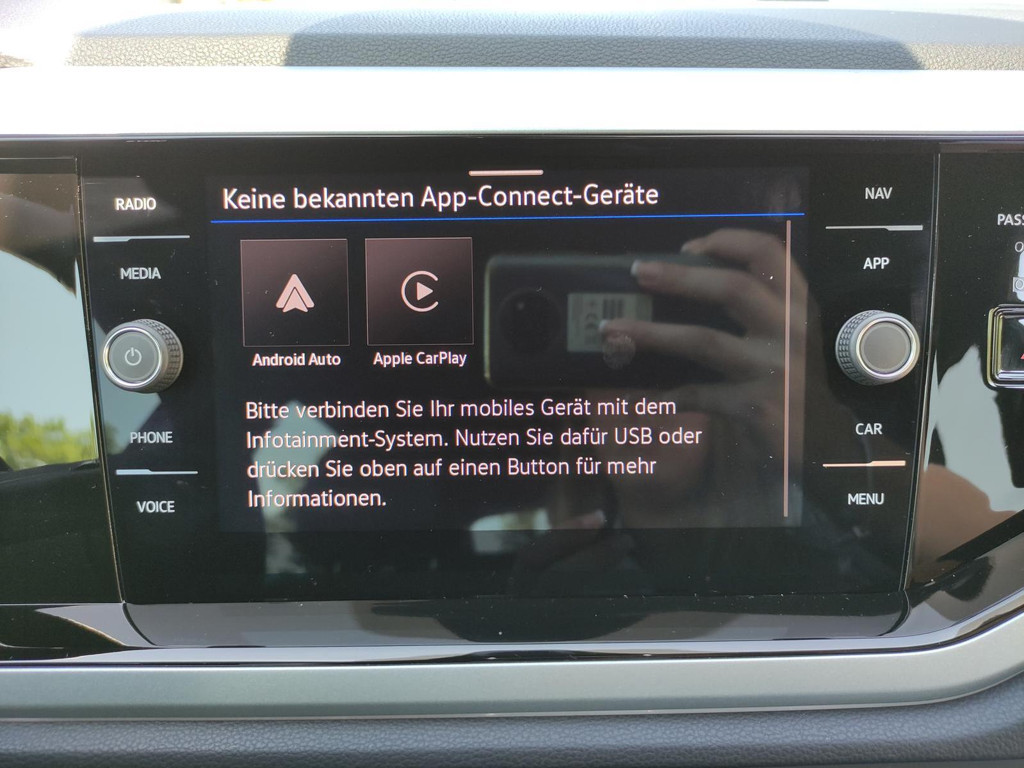 Keine bekannten App-Connect-Geräte
RADIO
MEDIA
PHONE
VOICE
Android Auto
Apple CarPlay
Bitte verbinden Sie Ihr mobiles Gerät mit dem
Infotainment-System. Nutzen Sie dafür USB oder
drücken Sie oben auf einen Button für mehr
Informationen.
NAV
APP
CAR
MENU